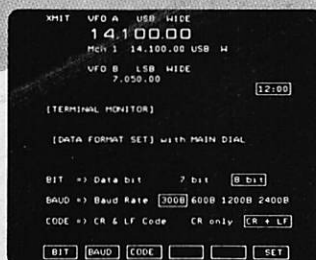 XMIT VFO A USB WIDE
14.100.00
Mch 1 14.100.00 USB W
VFO B LSB WIDE
7.050.00
12:00
[TERMINAL MONITOR]
[DATA FORMAT SET] with MAIN DIAL
BIT => Data bit 7 bit 8 bit
BAUD => Baud Rate 300B 600B 1200B 2400B
CODE => CR & LF Code CR only CR + LF
BIT BAUD CODE SET